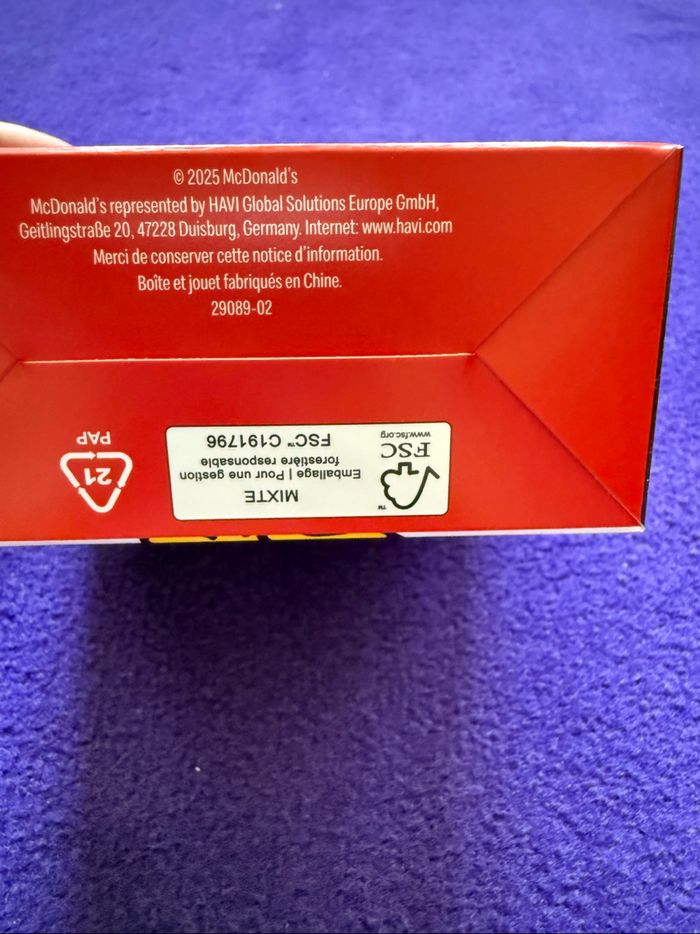 © 2025 McDonald's
McDonald's represented by HAVI Global Solutions Europe GmbH,
Geitlingstraße 20, 47228 Duisburg, Germany. Internet: www.havi.com
Merci de conserver cette notice d'information.
Boîte et jouet fabriqués en Chine.
29089-02
21
PAP
™
FSC
www.fsc.org
MIXTE
Emballage | Pour une gestion
forestière responsable
FSC™ C191796